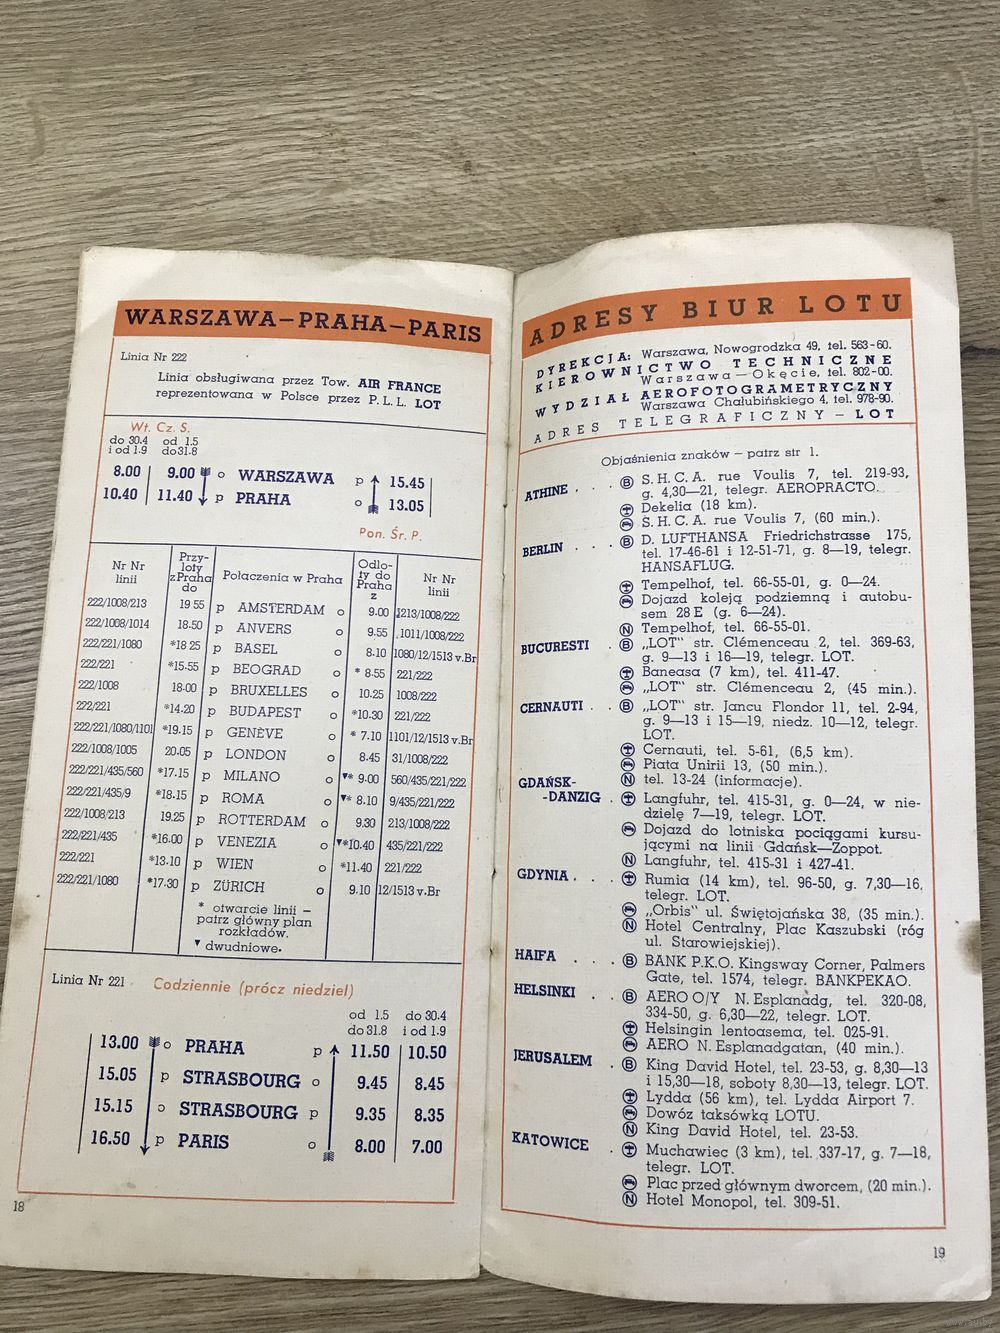 WARSZAWA–PRAHA–PARIS
Linia Nr 222
Linia obsługiwana przez Tow. AIR FRANCE
reprezentowana w Polsce przez P. L. L. LOT
Wt. Cz. S.
do 30.4 od 1.5
i od 1.9 do 31.8
8.00 9.00 o WARSZAWA p 15.45
10.40 11.40 p PRAHA o 13.05
Pon. Śr. P.
Nr Nr linii Przyloty z Praha do Połaczenia w Praha Odloty do Praha z Nr Nr linii
222/1008/213 19 55 p AMSTERDAM o 9.00 213/1008/222
222/1008/1014 18.50 p ANVERS o 9.55 1011/1008/222
222/221/1080 *18 25 p BASEL o 8.10 1080/12/1513 v.Br
222/221 *15.55 p BEOGRAD o * 8.55 221/222
222/1008 18.00 p BRUXELLES o 10.25 1008/222
222/221 *14.20 p BUDAPEST o *10.30 221/222
222/221/1080/1101 *19.15 p GENÈVE o * 7.10 1101/12/1513 v.Br
222/1008/1005 20.05 p LONDON o 8.45 31/1008/222
222/221/435/560 *17.15 p MILANO o ▼* 9.00 560/435/221/222
222/221/435/9 *18.15 p ROMA o ▼* 8.10 9/435/221/222
222/1008/213 19.25 p ROTTERDAM o 9.30 213/1008/222
222/221/435 *16.00 p VENEZIA o ▼*10.40 435/221/222
222/221 *13.10 p WIEN o *11.40 221/222
222/221/1080 *17.30 p ZÜRICH o 9.10 12/1513 v.Br
* otwarcie linii –
patrz główny plan
rozkładów.
▼ dwudniowe.
Linia Nr 221 Codziennie (prócz niedziel)
od 1.5 do 30.4
do 31.8 i od 1.9
13.00 o PRAHA p 11.50 10.50
15.05 p STRASBOURG o 9.45 8.45
15.15 o STRASBOURG p 9.35 8.35
16.50 p PARIS o 8.00 7.00
18
ADRESY BIUR LOTU
DYREKCJA: Warszawa, Nowogrodzka 49, tel. 563-60.
KIEROWNICTWO TECHNICZNE
Warszawa – Okęcie, tel. 802-00.
WYDZIAŁ AEROFOTOGRAMETRYCZNY
Warszawa Chałubińskiego 4, tel. 978-90.
ADRES TELEGRAFICZNY – LOT
Objaśnienia znaków – patrz str 1.
ATHINE . . . B S. H. C. A. rue Voulis 7, tel. 219-93,
g. 4,30–21, telegr. AEROPRACTO.
Dekelia (18 km).
S. H. C. A. rue Voulis 7, (60 min.).
BERLIN . . . B D. LUFTHANSA Friedrichstrasse 175,
tel. 17-46-61 i 12-51-71, g. 8–19, telegr.
HANSAFLUG.
Tempelhof, tel. 66-55-01, g. 0–24.
Dojazd koleją podziemną i autobu-
sem 28 E (g. 6–24).
N Tempelhof, tel. 66-55-01.
BUCURESTI . B „LOT" str. Clémenceau 2, tel. 369-63,
g. 9–13 i 16–19, telegr. LOT.
Baneasa (7 km), tel. 411-47.
„LOT" str. Clémenceau 2, (45 min.).
CERNAUTI . . B „LOT" str. Jancu Flondor 11, tel. 2-94,
g. 9–13 i 15–19, niedz. 10–12, telegr.
LOT.
Cernauti, tel. 5-61, (6,5 km).
Piata Unirii 13, (50 min.).
N tel. 13-24 (informacje).
GDAŃSK-
-DANZIG . Langfuhr, tel. 415-31, g. 0–24, w nie-
dzielę 7–19, telegr. LOT.
Dojazd do lotniska pociągami kursu-
jącymi na linii Gdańsk–Zoppot.
N Langfuhr, tel. 415-31 i 427-41.
GDYNIA . . . Rumia (14 km), tel. 96-50, g. 7,30–16,
telegr. LOT.
„Orbis" ul. Świętojańska 38, (35 min.).
N Hotel Centralny, Plac Kaszubski (róg
ul. Starowiejskiej).
HAIFA . . . B BANK P.K.O. Kingsway Corner, Palmers
Gate, tel. 1574, telegr. BANKPEKAO.
HELSINKI . . B AERO O/Y N. Esplanadg, tel. 320-08,
334-50, g. 6,30–22, telegr. LOT.
Helsingin lentoasema, tel. 025-91.
AERO N. Esplanadgatan, (40 min.).
JERUSALEM . B King David Hotel, tel. 23-53, g. 8,30–13
i 15,30–18, soboty 8,30–13, telegr. LOT.
Lydda (56 km), tel. Lydda Airport 7.
Dowóz taksówką LOTU.
N King David Hotel, tel. 23-53.
KATOWICE . Muchawiec (3 km), tel. 337-17, g. 7–18,
telegr. LOT.
Plac przed głównym dworcem, (20 min.).
N Hotel Monopol, tel. 309-51.
19